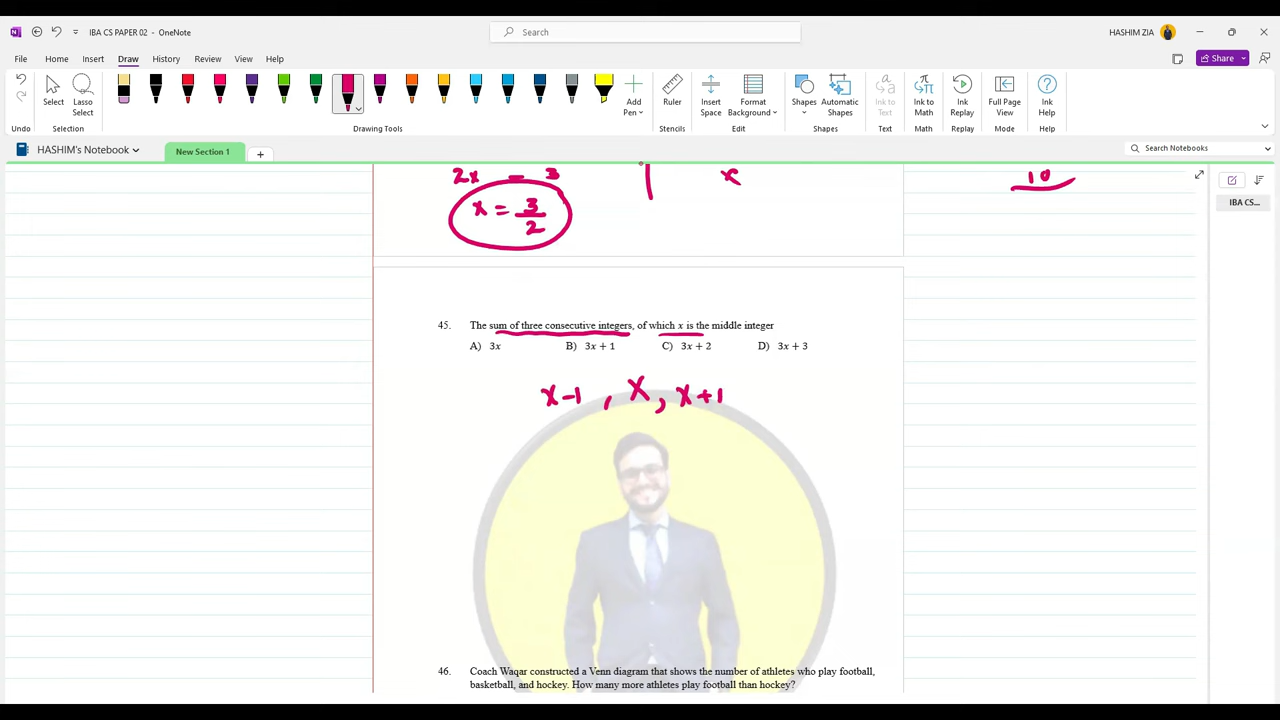 IBA CS PAPER 02 - OneNote
Search
HASHIM ZIA
File Home Insert Draw History Review View Help
Share
Select
Lasso Select
Add Pen
Ruler
Insert Space
Format Background
Shapes
Automatic Shapes
Ink to Text
Ink to Math
Ink Replay
Full Page View
Ink Help
Undo
Selection
Drawing Tools
Stencils
Edit
Shapes
Text
Math
Replay
Mode
Help
HASHIM's Notebook
New Section 1
Search Notebooks
IBA CS...
2x = 3
x
10
x = 3/2
45. The sum of three consecutive integers, of which x is the middle integer
A) 3x B) 3x + 1 C) 3x + 2 D) 3x + 3
x-1 , x, x+1
46. Coach Waqar constructed a Venn diagram that shows the number of athletes who play football,
basketball, and hockey. How many more athletes play football than hockey?